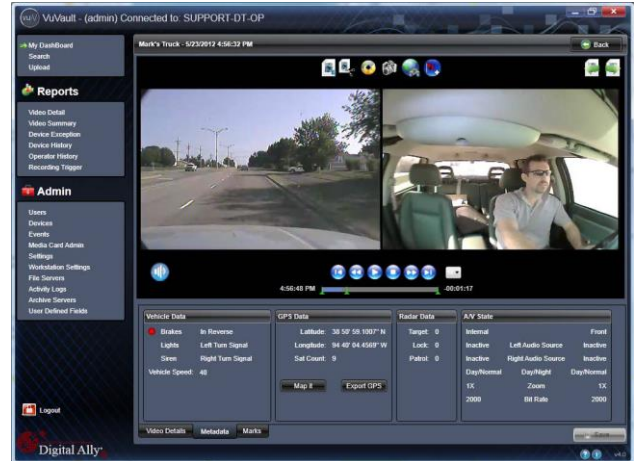 VuVault - (admin) Connected to: SUPPORT-DT-OP
My DashBoard
Search
Upload
Reports
Video Detail
Video Summary
Device Exception
Device History
Operator History
Recording Trigger
Admin
Users
Devices
Events
Media Card Admin
Settings
Workstation Settings
File Servers
Activity Logs
Archive Servers
User Defined Fields
Logout
Digital Ally
Mark's Truck - 5/23/2012 4:56:32 PM
Back
4:56:48 PM -00:01:17
Vehicle Data
Brakes In Reverse
Lights Left Turn Signal
Siren Right Turn Signal
Vehicle Speed: 40
GPS Data
Latitude: 38 50' 59.1007" N
Longitude: 94 40' 04.4569" W
Sat Count: 9
Map It Export GPS
Radar Data
Target: 0
Lock: 0
Patrol: 0
A/V State
Internal Front
Inactive Left Audio Source Inactive
Inactive Right Audio Source Inactive
Day/Normal Day/Night Day/Normal
1X Zoom 1X
2000 Bit Rate 2000
Video Details Metadata Marks
Save
v4.0